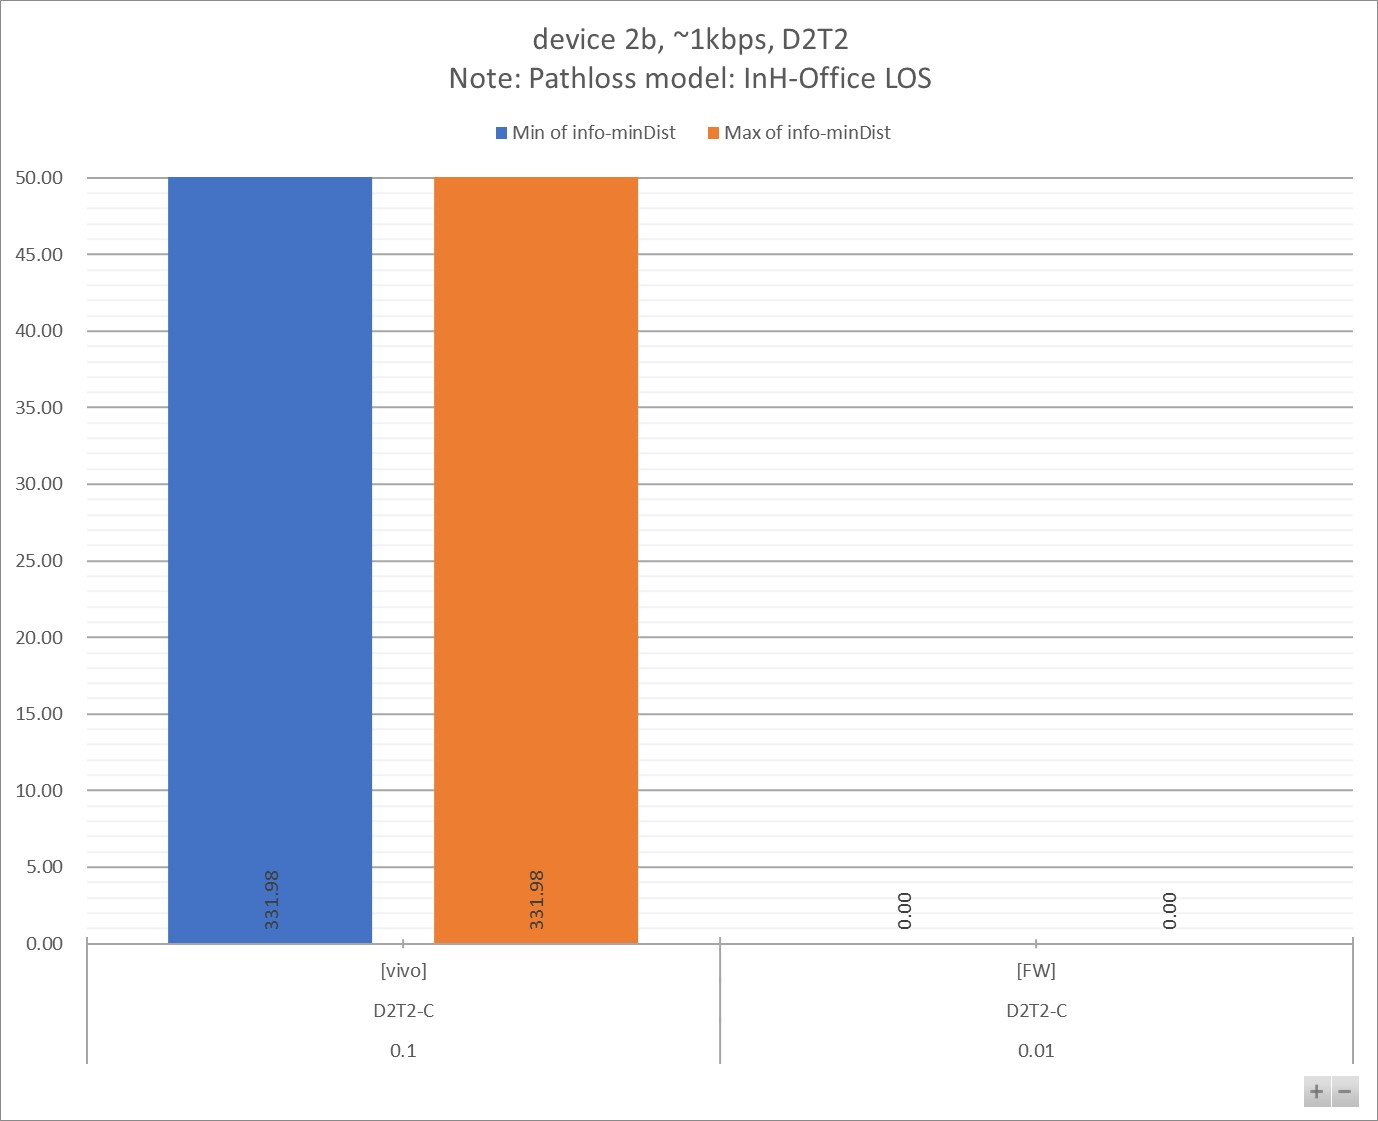 device 2b, ~1kbps, D2T2
Note: Pathloss model: InH-Office LOS
Min of info-minDist
Max of info-minDist
50.00
45.00
40.00
35.00
30.00
25.00
20.00
15.00
10.00
5.00
0.00
331.98
331.98
0.00
0.00
[vivo]
[FW]
D2T2-C
D2T2-C
0.1
0.01